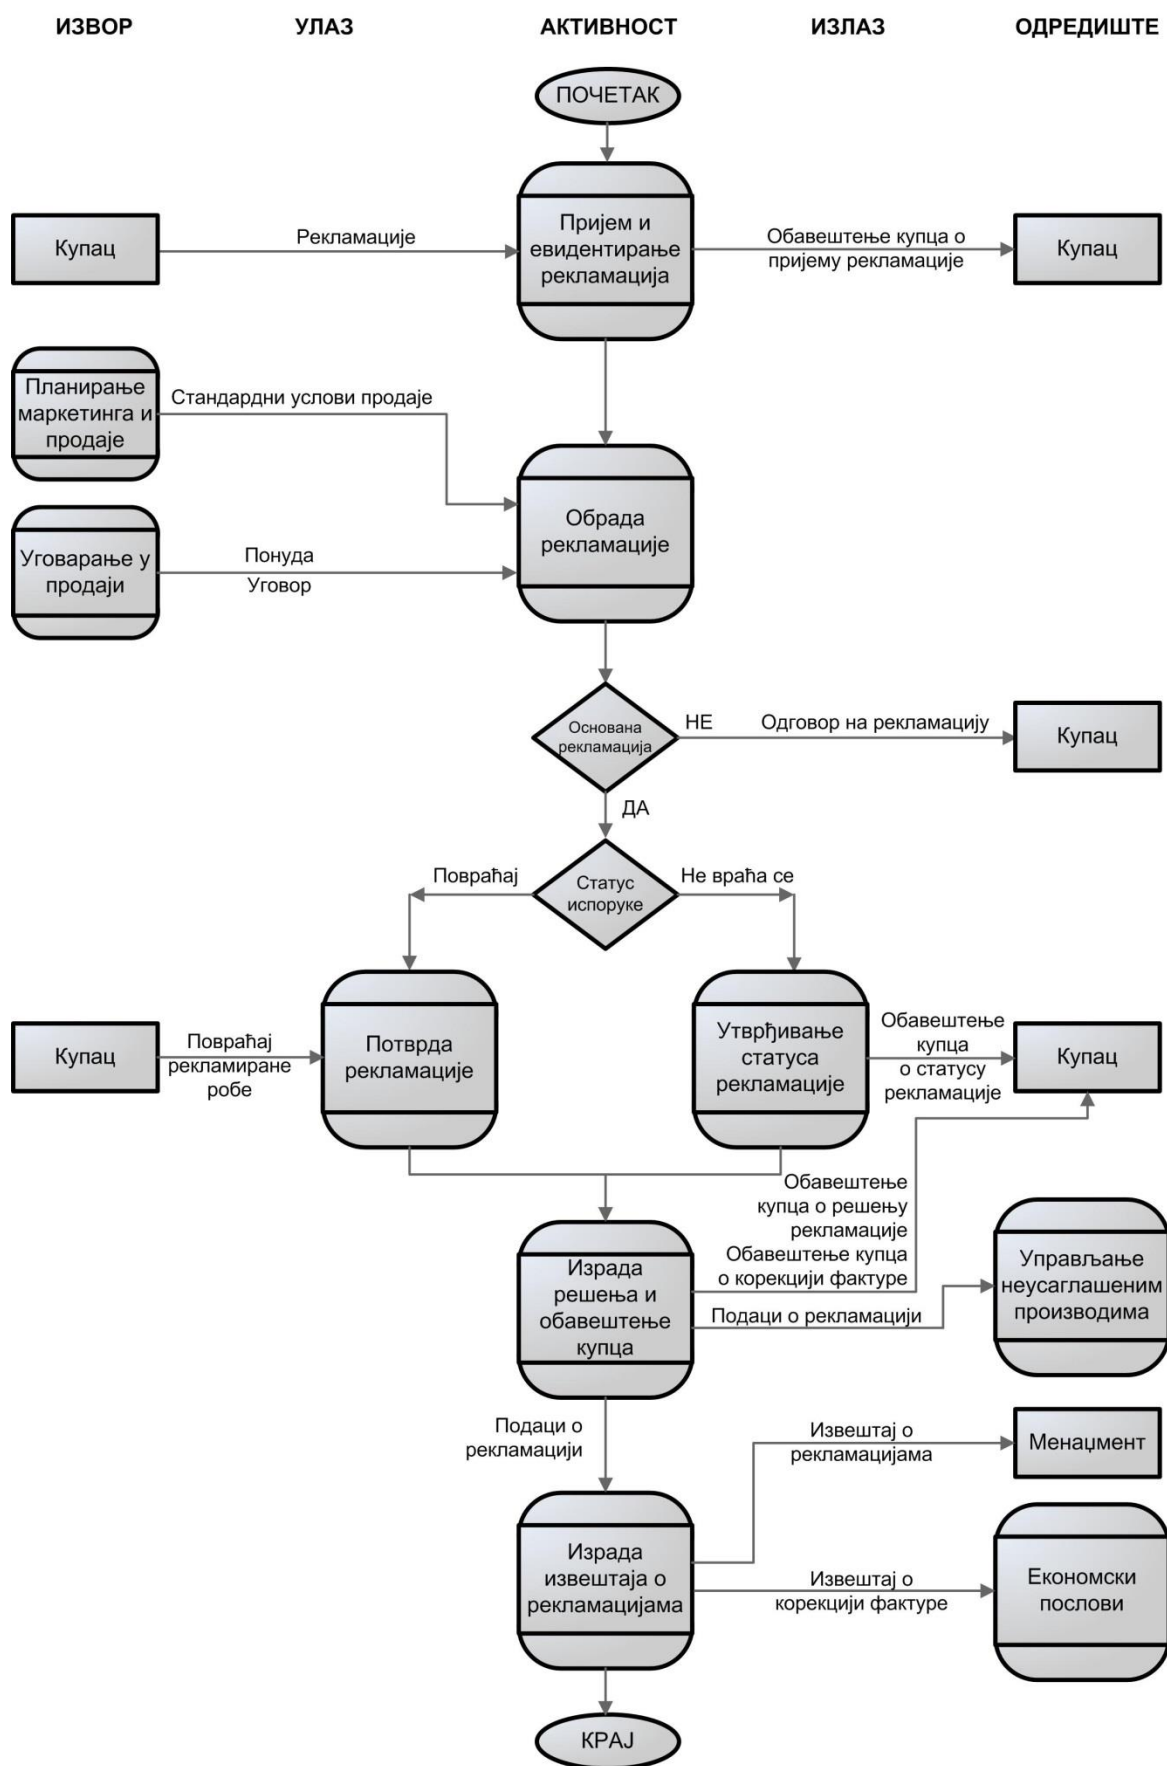 ИЗВОР
УЛАЗ
АКТИВНОСТ
ИЗЛАЗ
ОДРЕДИШТЕ
ПОЧЕТАК
Купац
Рекламације
Пријем и
евидентирање
рекламација
Обавештење купца о
пријему рекламације
Купац
Планирање
маркетинга и
продаје
Стандардни услови продаје
Обрада
рекламације
Уговарање у
продаји
Понуда
Уговор
Основана
рекламација
НЕ
Одговор на рекламацију
Купац
ДА
Повраћај
Статус
испоруке
Не враћа се
Купац
Повраћај
рекламиране
робе
Потврда
рекламације
Утврђивање
статуса
рекламације
Обавештење
купца
о статусу
рекламације
Купац
Обавештење
купца о решењу
рекламације
Обавештење купца
о корекцији фактуре
Израда
решења и
обавештење
купца
Подаци о рекламацији
Управљање
неусаглашеним
производима
Подаци о
рекламацији
Извештај о
рекламацијама
Менаџмент
Израда
извештаја о
рекламацијама
Извештај о
корекцији фактуре
Економски
послови
КРАЈ